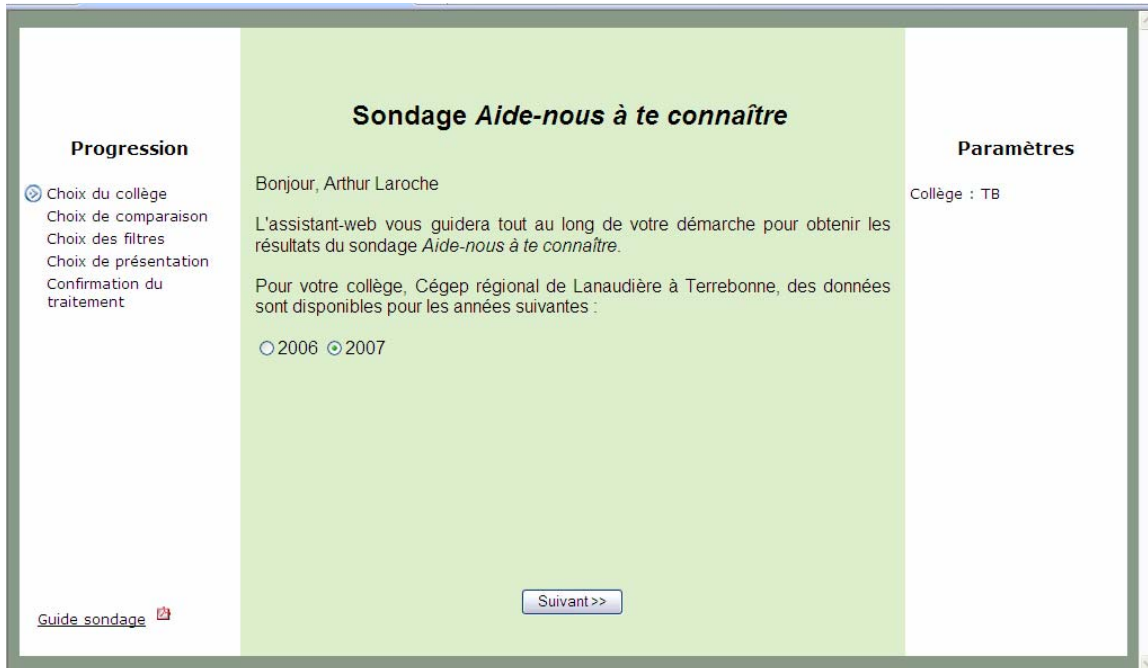 Progression
Choix du collège
Choix de comparaison
Choix des filtres
Choix de présentation
Confirmation du
traitement
Guide sondage
Sondage Aide-nous à te connaître
Bonjour, Arthur Laroche
L'assistant-web vous guidera tout au long de votre démarche pour obtenir les
résultats du sondage Aide-nous à te connaître.
Pour votre collège, Cégep régional de Lanaudière à Terrebonne, des données
sont disponibles pour les années suivantes :
2006 2007
Suivant >>
Paramètres
Collège : TB